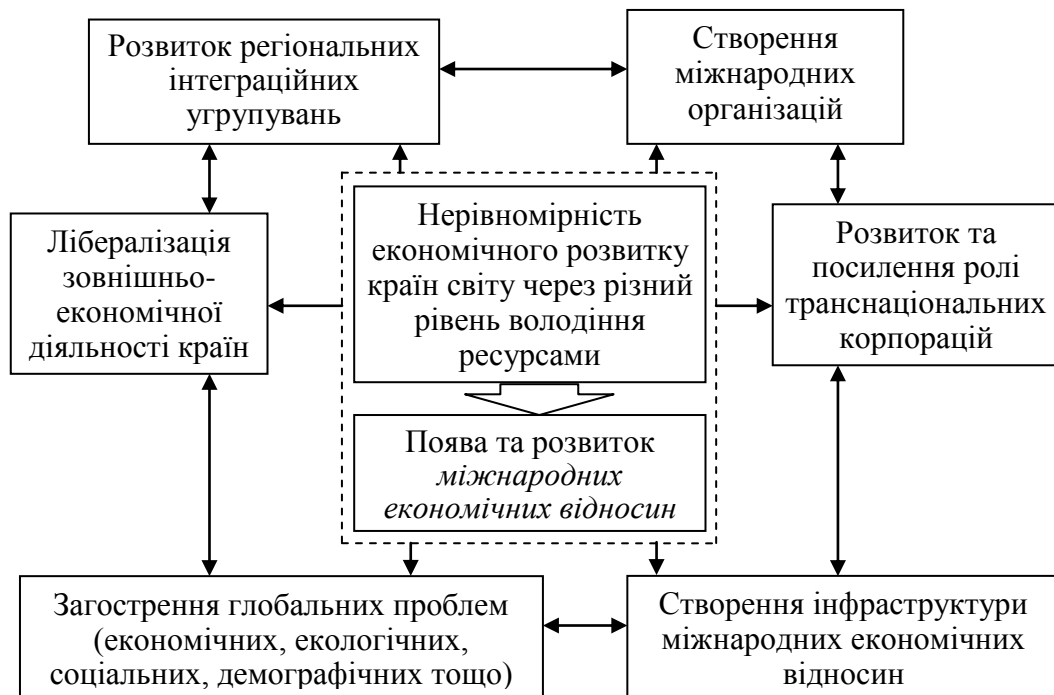 Розвиток регіональних
інтеграційних
угрупувань
Створення
міжнародних
організацій
Нерівномірність
економічного розвитку
країн світу через різний
рівень володіння
ресурсами
Лібералізація
зовнішньо-
економічної
діяльності країн
Розвиток та
посилення ролі
транснаціональних
корпорацій
Поява та розвиток
міжнародних
економічних відносин
Загострення глобальних проблем
(економічних, екологічних,
соціальних, демографічних тощо)
Створення інфраструктури
міжнародних економічних
відносин